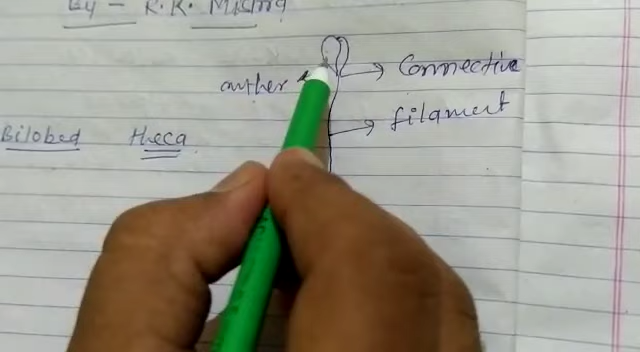 By - R.K. Mishra
Connective
anther
filament
Bilobed Theca